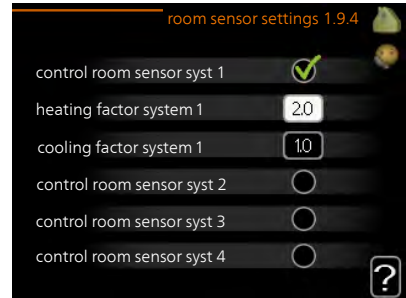 room sensor settings 1.9.4
control room sensor syst 1
heating factor system 1 2.0
cooling factor system 1 1.0
control room sensor syst 2
control room sensor syst 3
control room sensor syst 4
?